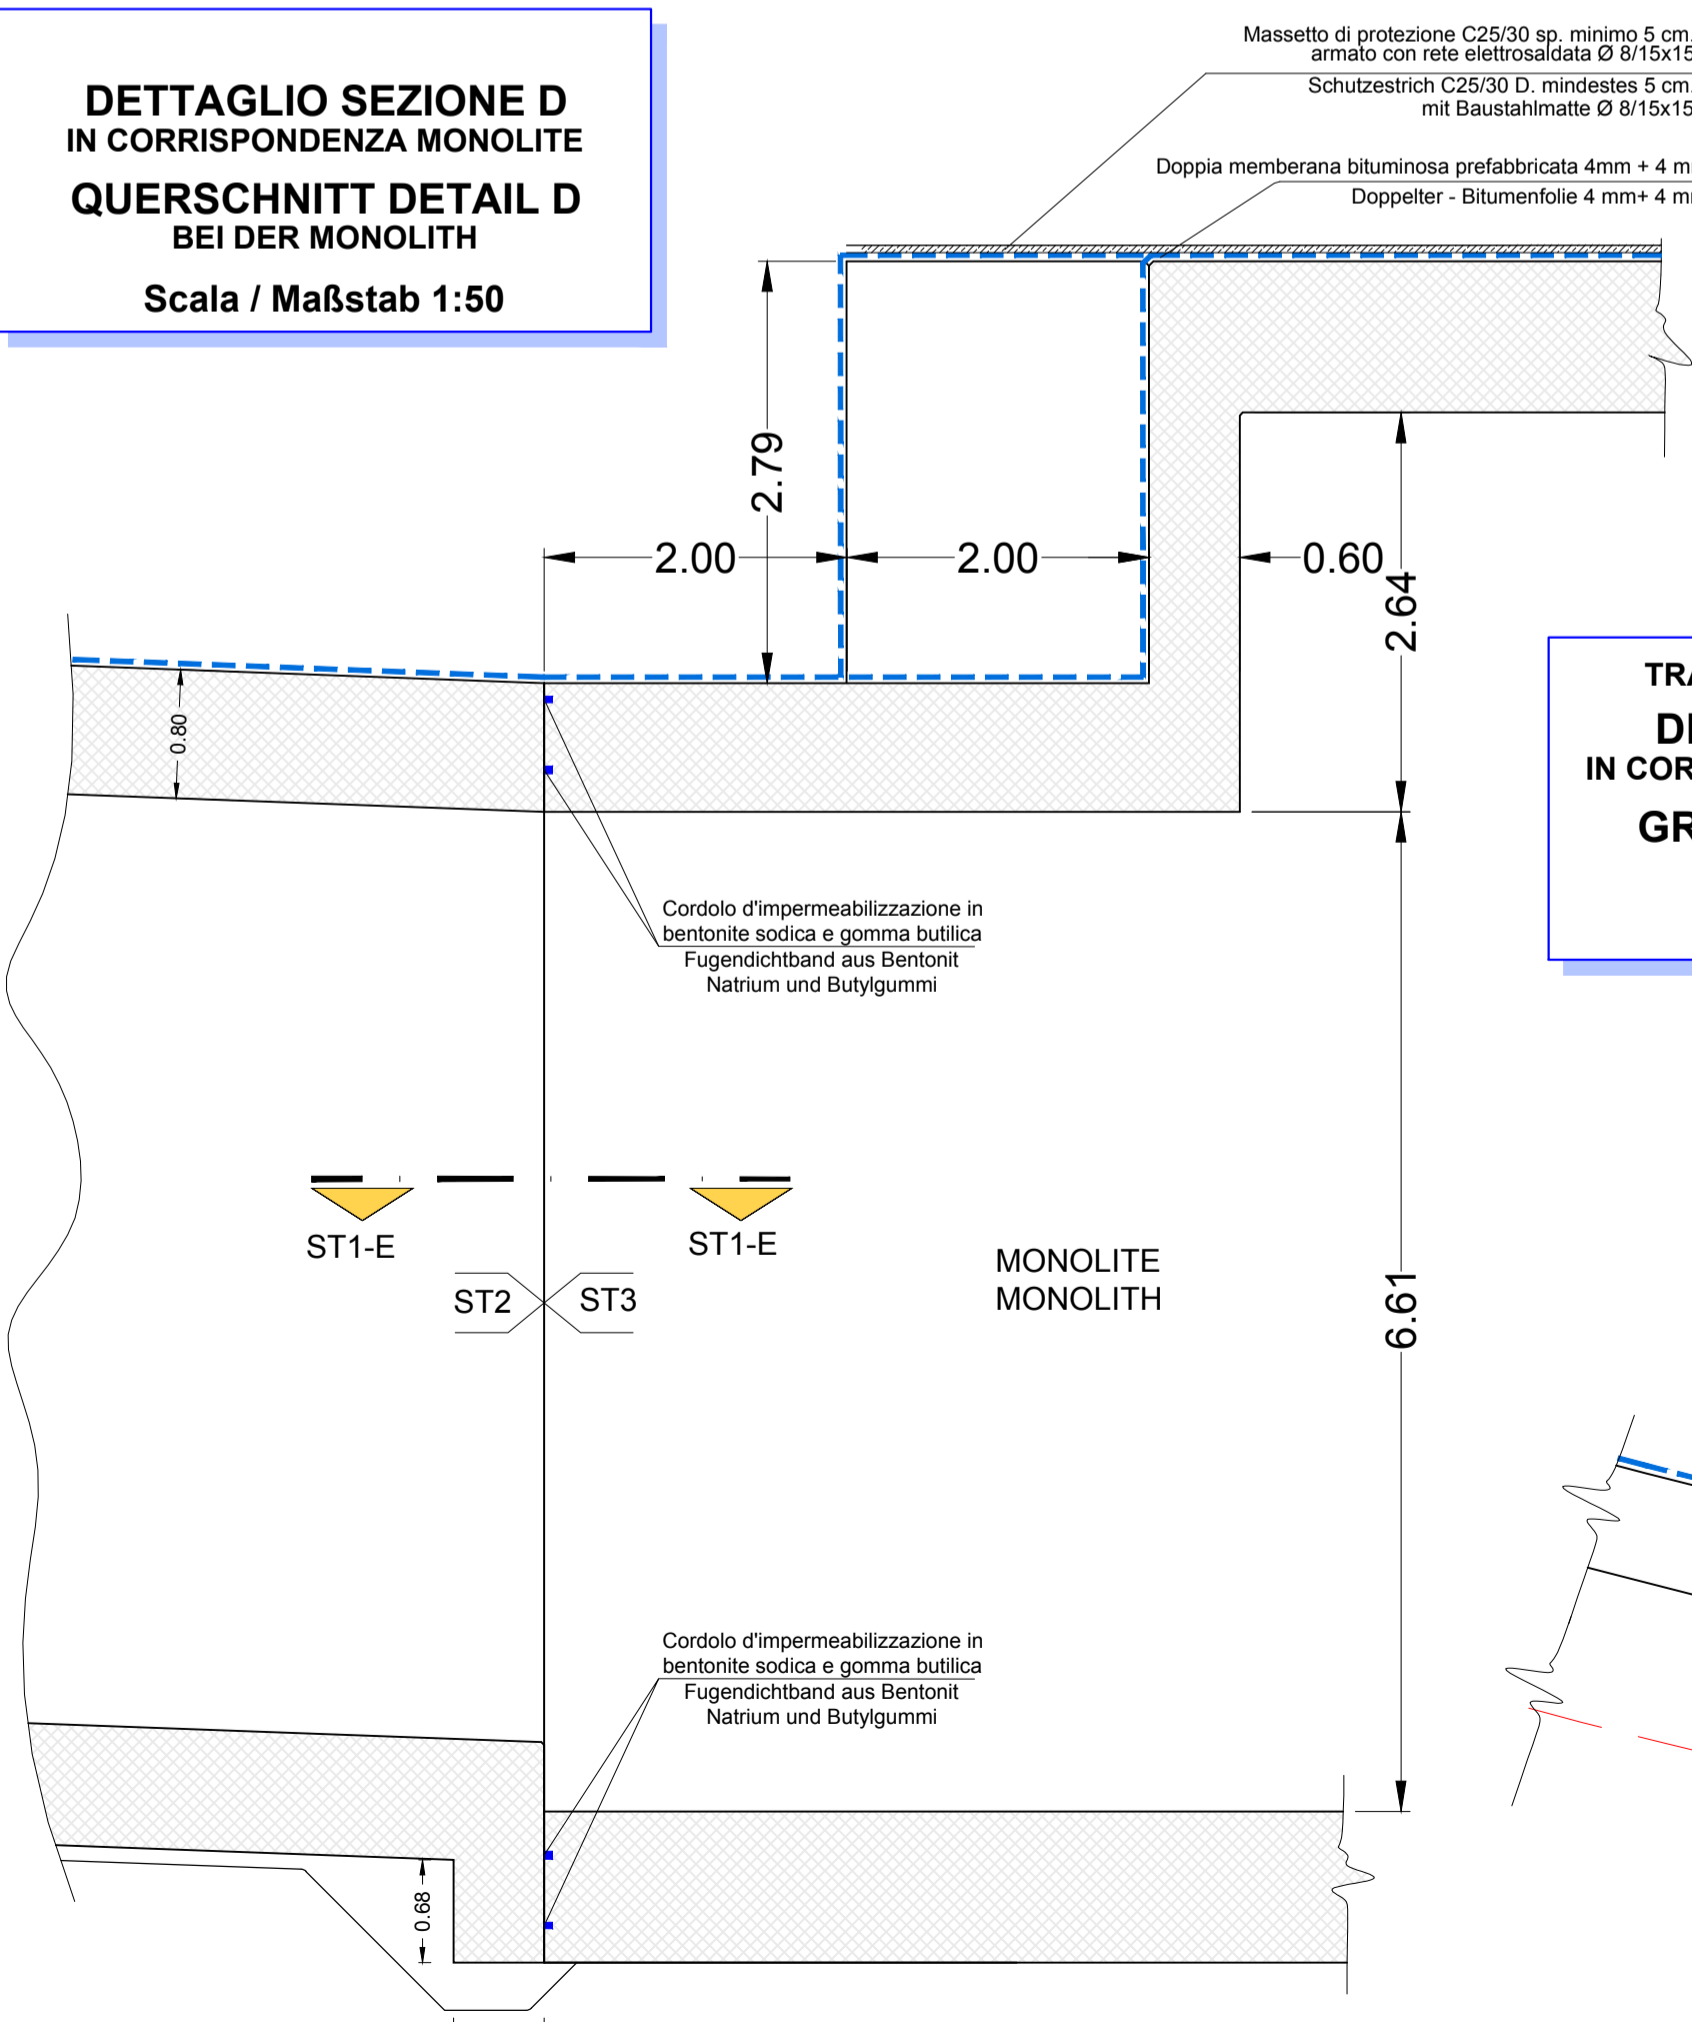 DETTAGLIO SEZIONE D
IN CORRISPONDENZA MONOLITE
QUERSCHNITT DETAIL D
BEI DER MONOLITH
Scala / Maßstab 1:50
Massetto di protezione C25/30 sp. minimo 5 cm.
armato con rete elettrosaldata Ø 8/15x15
Schutzestrich C25/30 D. mindestes 5 cm.
mit Baustahlmatte Ø 8/15x15
Doppia memberana bituminosa prefabbricata 4mm + 4 m
Doppelter - Bitumenfolie 4 mm+ 4 m
2.79
2.00
2.00
0.60
2.64
0.80
TRA
IN COR
GR
Cordolo d'impermeabilizzazione in
bentonite sodica e gomma butilica
Fugendichtband aus Bentonit
Natrium und Butylgummi
ST1-E
ST1-E
ST2
ST3
MONOLITE
MONOLITH
6.61
Cordolo d'impermeabilizzazione in
bentonite sodica e gomma butilica
Fugendichtband aus Bentonit
Natrium und Butylgummi
0.68